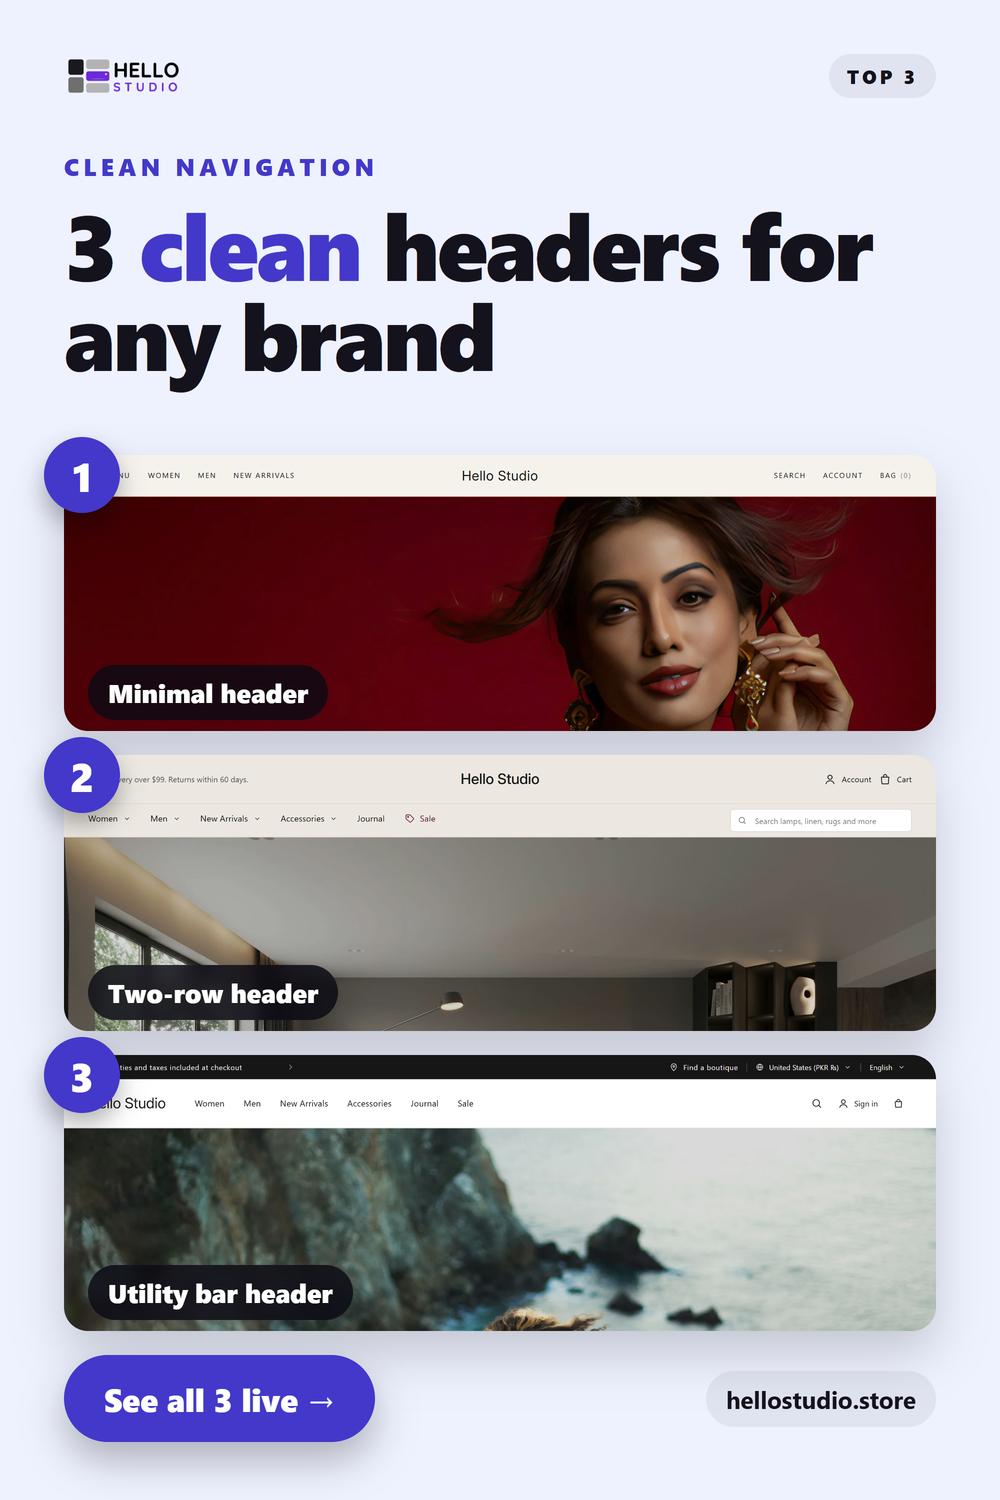 HELLO
STUDIO
TOP 3
CLEAN NAVIGATION
3 clean headers for
any brand
1
WOMEN MEN NEW ARRIVALS Hello Studio SEARCH ACCOUNT BAG (0)
Minimal header
2
over $99. Returns within 60 days. Hello Studio Account Cart
Women Men New Arrivals Accessories Journal Sale Search lamps, linen, rugs and more
Two-row header
3
and taxes included at checkout Find a boutique United States (PKR ₨) English
Studio Women Men New Arrivals Accessories Journal Sale Sign in
Utility bar header
See all 3 live →
hellostudio.store